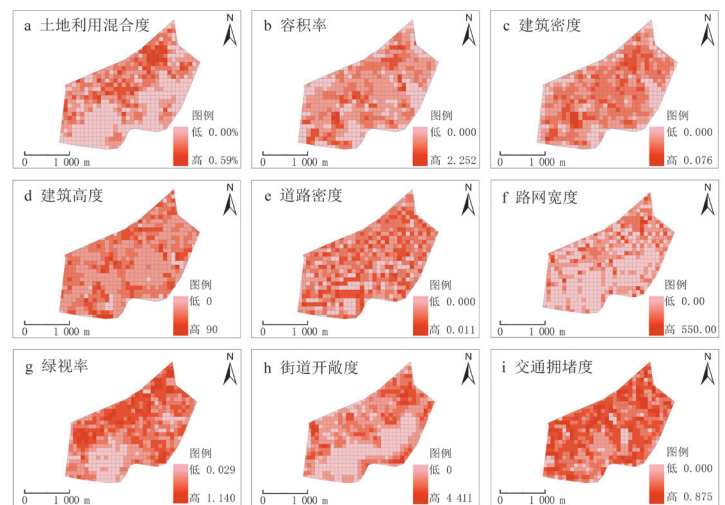 a 土地利用混合度
N
图例
低 0.00%
高 0.59%
0 1 000 m
b 容积率
N
图例
低 0.000
高 2.252
0 1 000 m
c 建筑密度
N
图例
低 0.000
高 0.076
0 1 000 m
d 建筑高度
N
图例
低 0
高 90
0 1 000 m
e 道路密度
N
图例
低 0.000
高 0.011
0 1 000 m
f 路网宽度
N
图例
低 0.00
高 550.00
0 1 000 m
g 绿视率
N
图例
低 0.029
高 1.140
0 1 000 m
h 街道开敞度
N
图例
低 0
高 4 411
0 1 000 m
i 交通拥堵度
N
图例
低 0.000
高 0.875
0 1 000 m